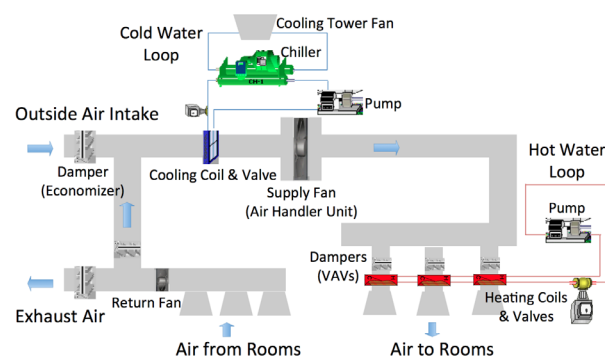 Cold Water
Loop
Cooling Tower Fan
Chiller
CH-1
Pump
Outside Air Intake
Damper
(Economizer)
Cooling Coil & Valve
Supply Fan
(Air Handler Unit)
Hot Water
Loop
Pump
Dampers
(VAVs)
Return Fan
Heating Coils
& Valves
Exhaust Air
Air from Rooms
Air to Rooms